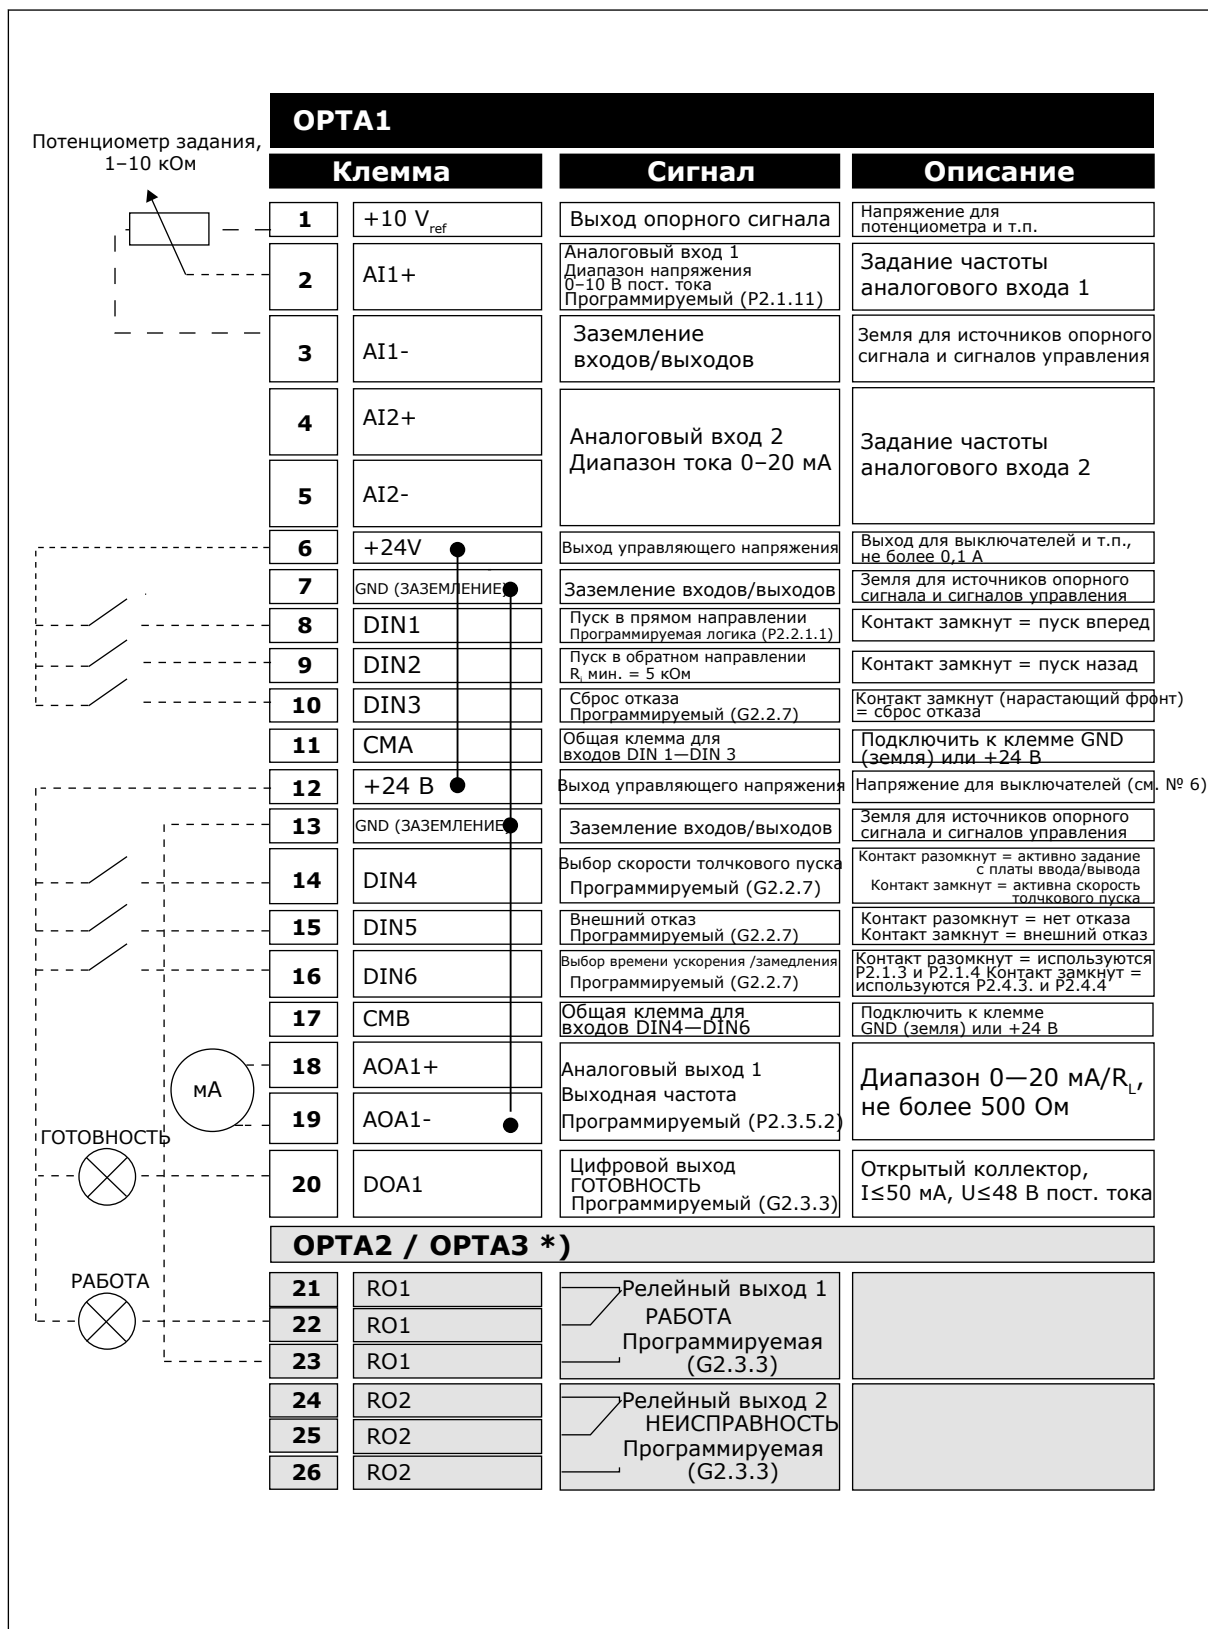 OPTA1
Потенциометр задания,
1–10 кОм
Клемма
Сигнал
Описание
1
+10 Vref
Выход опорного сигнала
Напряжение для
потенциометра и т.п.
2
AI1+
Аналоговый вход 1
Диапазон напряжения
0–10 В пост. тока
Программируемый (P2.1.11)
Задание частоты
аналогового входа 1
3
AI1-
Заземление
входов/выходов
Земля для источников опорного
сигнала и сигналов управления
4
AI2+
Аналоговый вход 2
Диапазон тока 0–20 мА
Задание частоты
аналогового входа 2
5
AI2-
6
+24V
Выход управляющего напряжения
Выход для выключателей и т.п.,
не более 0,1 А
7
GND (ЗАЗЕМЛЕНИЕ)
Заземление входов/выходов
Земля для источников опорного
сигнала и сигналов управления
8
DIN1
Пуск в прямом направлении
Программируемая логика (P2.2.1.1)
Контакт замкнут = пуск вперед
9
DIN2
Пуск в обратном направлении
Ri мин. = 5 кОм
Контакт замкнут = пуск назад
10
DIN3
Сброс отказа
Программируемый (G2.2.7)
Контакт замкнут (нарастающий фронт)
= сброс отказа
11
CMA
Общая клемма для
входов DIN 1—DIN 3
Подключить к клемме GND
(земля) или +24 В
12
+24 В
Выход управляющего напряжения
Напряжение для выключателей (см. № 6)
13
GND (ЗАЗЕМЛЕНИЕ)
Заземление входов/выходов
Земля для источников опорного
сигнала и сигналов управления
14
DIN4
Выбор скорости толчкового пуска
Программируемый (G2.2.7)
Контакт разомкнут = активно задание
с платы ввода/вывода
Контакт замкнут = активна скорость
толчкового пуска
15
DIN5
Внешний отказ
Программируемый (G2.2.7)
Контакт разомкнут = нет отказа
Контакт замкнут = внешний отказ
16
DIN6
Выбор времени ускорения /замедления
Программируемый (G2.2.7)
Контакт разомкнут = используются
P2.1.3 и P2.1.4 Контакт замкнут =
используются P2.4.3. и P2.4.4
17
CMB
Общая клемма для
входов DIN4—DIN6
Подключить к клемме
GND (земля) или +24 В
18
AOA1+
Аналоговый выход 1
Выходная частота
Программируемый (P2.3.5.2)
Диапазон 0—20 мА/RL,
не более 500 Ом
мА
19
AOA1-
ГОТОВНОСТЬ
20
DOA1
Цифровой выход
ГОТОВНОСТЬ
Программируемый (G2.3.3)
Открытый коллектор,
I≤50 мА, U≤48 В пост. тока
OPTA2 / OPTA3 *)
РАБОТА
21
RO1
Релейный выход 1
РАБОТА
Программируемая
(G2.3.3)
22
RO1
23
RO1
24
RO2
Релейный выход 2
НЕИСПРАВНОСТЬ
Программируемая
(G2.3.3)
25
RO2
26
RO2